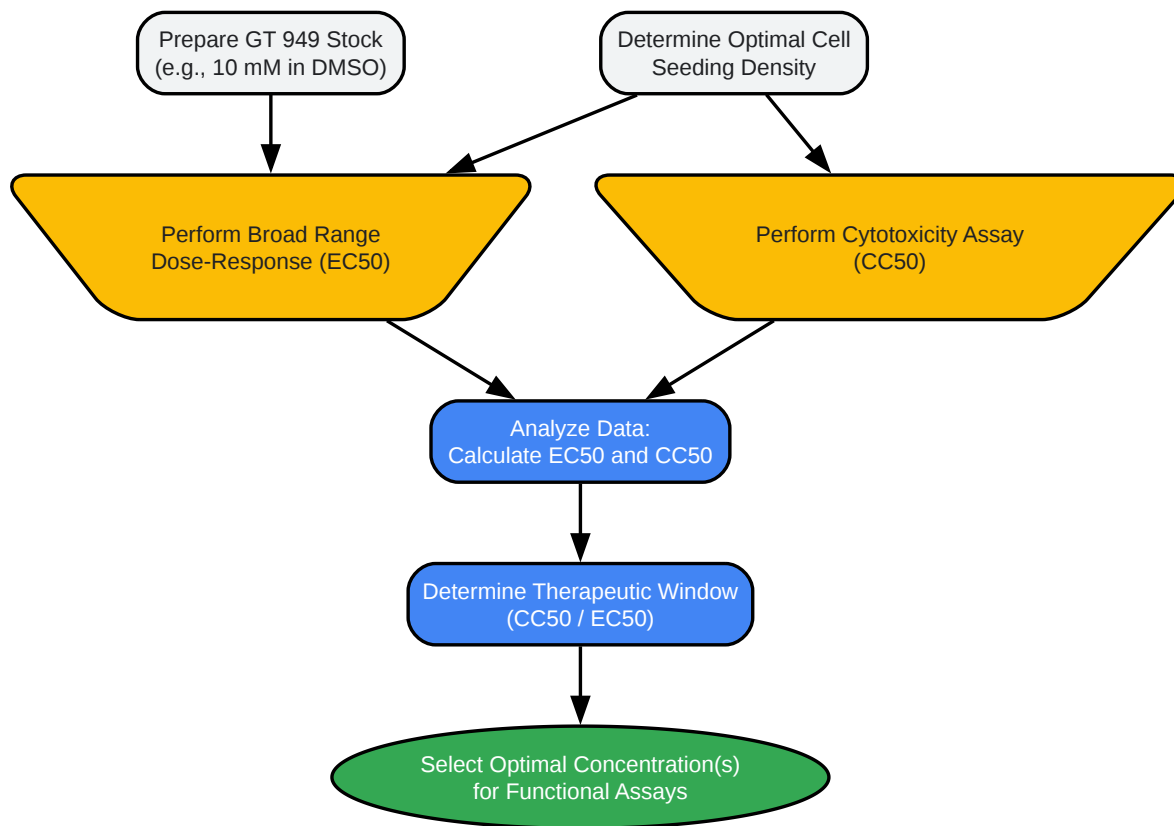 Prepare GT 949 Stock
(e.g., 10 mM in DMSO)
Determine Optimal Cell
Seeding Density
Perform Broad Range
Dose-Response (EC50)
Perform Cytotoxicity Assay
(CC50)
Analyze Data:
Calculate EC50 and CC50
Determine Therapeutic Window
(CC50 / EC50)
Select Optimal Concentration(s)
for Functional Assays